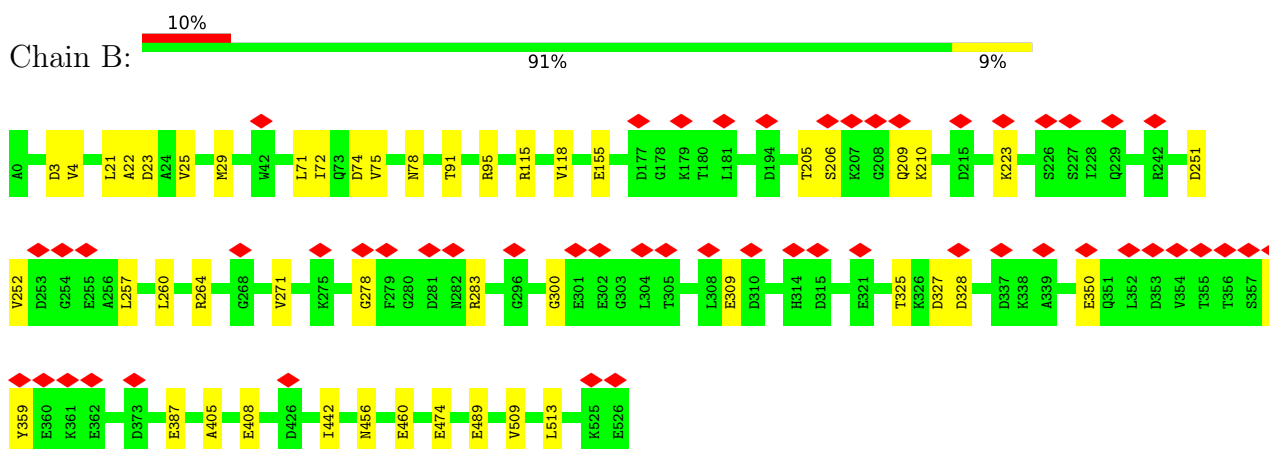 10%
Chain B:
91% 9%
A0 D3 V4 L21 A22 D23 A24 V25 M29 W42 L71 I72 Q73 D74 V75 N78 T91 R95 R115 V118 E155 D177 G178 K179 T180 L181 D194 T205 S206 K207 G208 Q209 K210 D215 K223 S226 S227 I228 Q229 R242 D251
V252 D253 G254 E255 A256 L257 L260 R264 G268 V271 K275 G278 F279 G280 D281 N282 R283 G296 G300 E301 E302 G303 L304 T305 L308 E309 D310 H314 D315 E321 T325 K326 D327 D328 D337 K338 A339 E350 Q351 L352 D353 V354 T355 T356 S357
Y359 E360 K361 E362 D373 E387 A405 E408 D426 I442 N456 E460 E474 E489 V509 L513 K525 E526